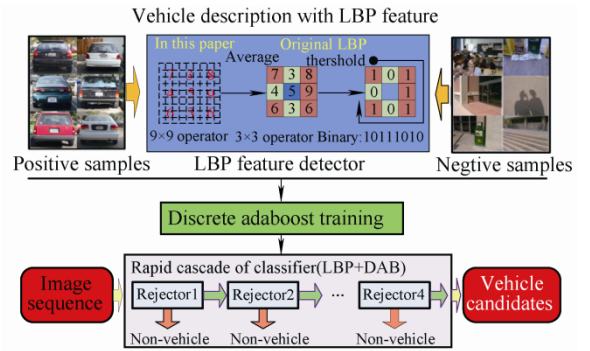 Vehicle description with LBP feature
In this paper
Original LBP
Average
thershold
7 3 8
4 5 9
6 3 6
1 0 1
0 1
1 0 1
9×9 operator
3×3 operator Binary:10111010
Positive samples
LBP feature detector
Negtive samples
Discrete adaboost training
Rapid cascade of classifier(LBP+DAB)
Image
sequence
Rejector1
Rejector2
...
Rejector4
Vehicle
candidates
Non-vehicle
Non-vehicle
Non-vehicle